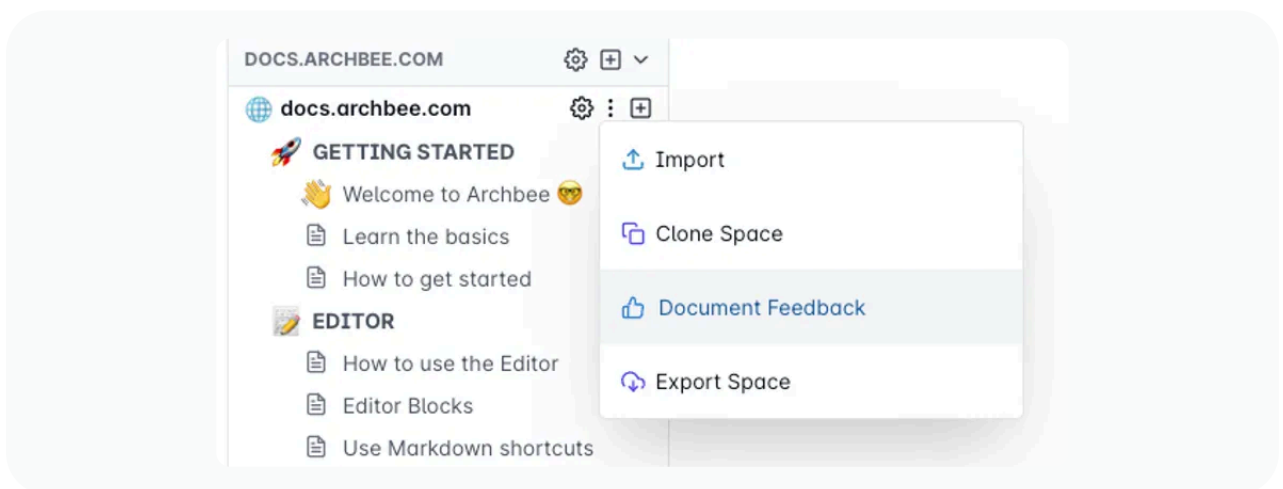 DOCS.ARCHBEE.COM
docs.archbee.com
GETTING STARTED
Welcome to Archbee 🤓
Learn the basics
How to get started
EDITOR
How to use the Editor
Editor Blocks
Use Markdown shortcuts
Import
Clone Space
Document Feedback
Export Space